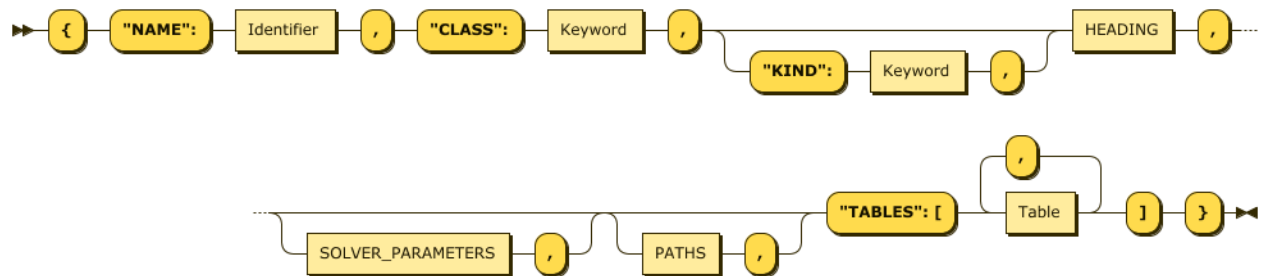 { "NAME": Identifier , "CLASS": Keyword , HEADING ,
"KIND": Keyword ,
,
"TABLES": [ Table ] }
SOLVER_PARAMETERS , PATHS ,